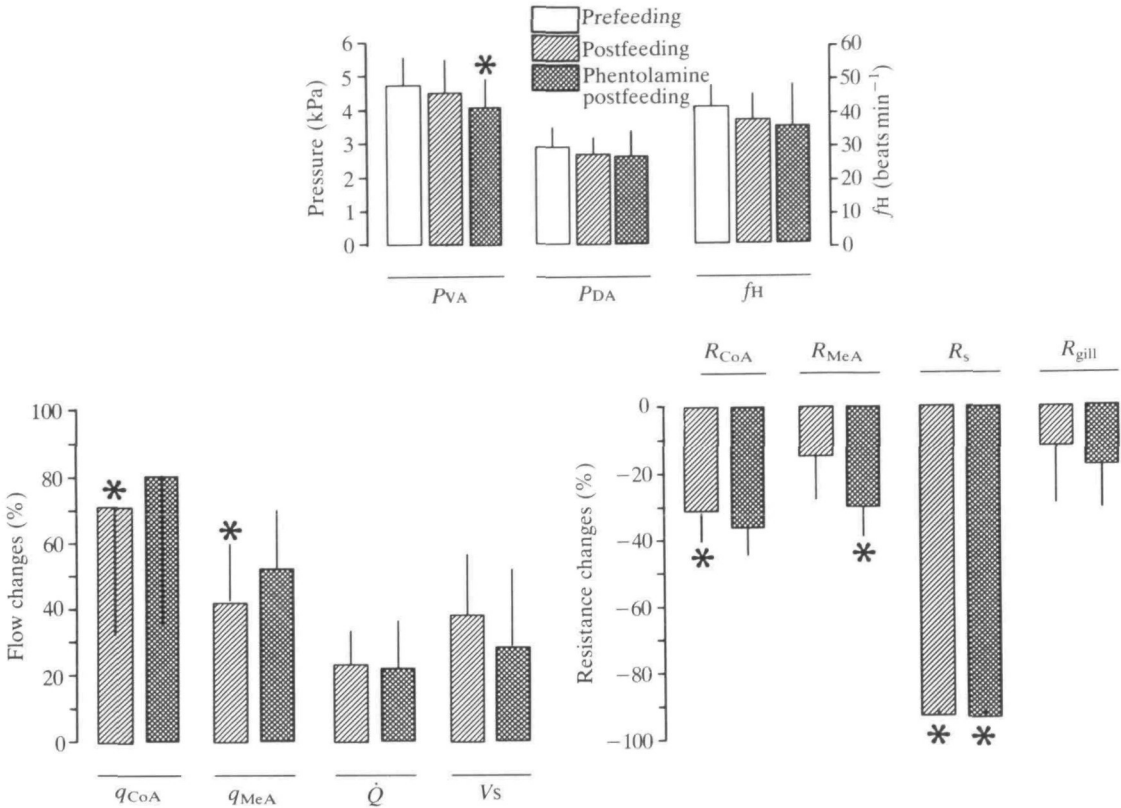 Prefeeding
Postfeeding
Phentolamine
postfeeding
Pressure (kPa)
6
5
4
3
2
1
0
60
50
40
30
20
10
0
fH (beats min⁻¹)
PVA
PDA
fH
Flow changes (%)
100
80
60
40
20
0
qCoA
qMeA
Q̇
VS
RCoA
RMeA
Rs
Rgill
Resistance changes (%)
0
−20
−40
−60
−80
−100